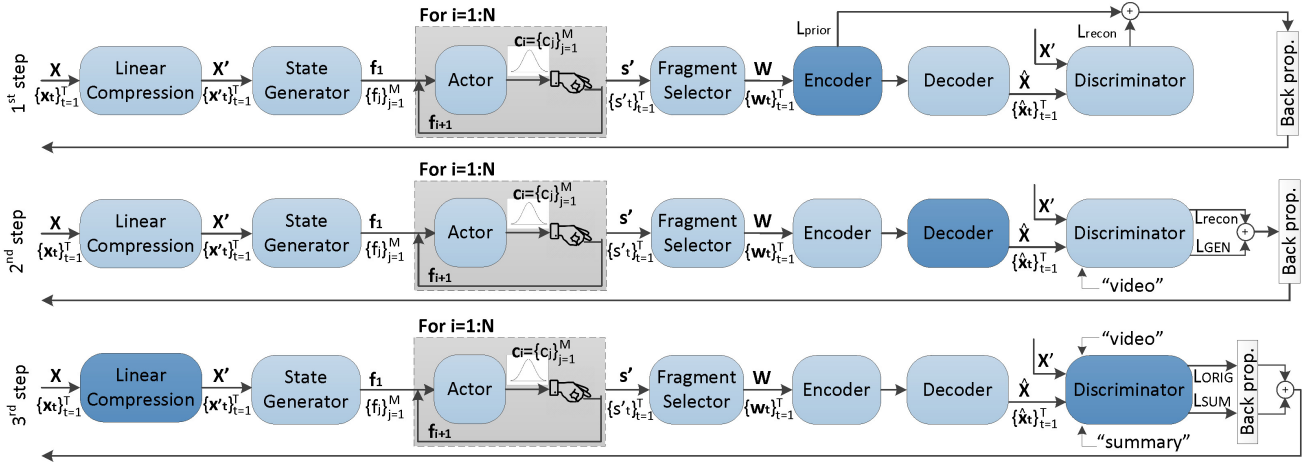 1st step
X
{xt}T t=1
Linear
Compression
X'
{x't}T t=1
State
Generator
f1
{fj}M j=1
For i=1:N
Actor
ci={cj}M j=1
fi+1
s'
{s't}T t=1
Fragment
Selector
W
{wt}T t=1
Lprior
Encoder
Decoder
X̂
{x̂t}T t=1
X'
Lrecon
Discriminator
+
Back prop.
2nd step
X
{xt}T t=1
Linear
Compression
X'
{x't}T t=1
State
Generator
f1
{fj}M j=1
For i=1:N
Actor
ci={cj}M j=1
fi+1
s'
{s't}T t=1
Fragment
Selector
W
{wt}T t=1
Encoder
Decoder
X̂
{x̂t}T t=1
X'
Discriminator
"video"
Lrecon
LGEN
+
Back prop.
3rd step
X
{xt}T t=1
Linear
Compression
X'
{x't}T t=1
State
Generator
f1
{fj}M j=1
For i=1:N
Actor
ci={cj}M j=1
fi+1
s'
{s't}T t=1
Fragment
Selector
W
{wt}T t=1
Encoder
Decoder
X̂
{x̂t}T t=1
X'
"video"
Discriminator
"summary"
LORIG
LSUM
Back prop.
+